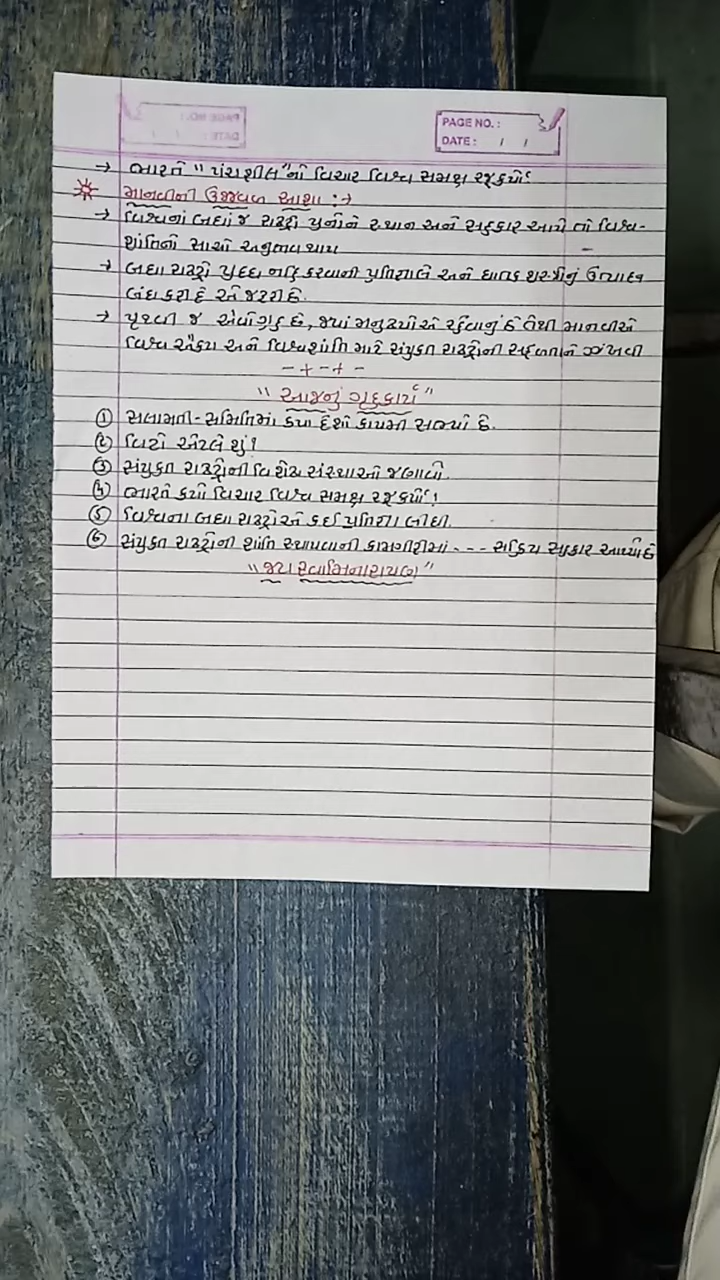 PAGE NO. :
DATE : / /
→ ભારતે "પંચશીલ"નો વિચાર વિશ્વ સમક્ષ રજૂ કર્યો.
માનવીની ઉજ્જવળ આશા :→
→ વિશ્વનાં બધાં જ રાષ્ટ્રો યુનોને સ્થાન અને સહકાર આપે તો વિશ્વ-
શાંતિનો સાચો અનુભવ થાય
→ બધા રાષ્ટ્રો યુદ્ધ નહિ કરવાની પ્રતિજ્ઞા લે અને ઘાતક શસ્ત્રોનું ઉત્પાદન
બંધ કરી દે એ જરૂરી છે.
→ પૃથ્વી જ એવો ગ્રહ છે, જ્યાં મનુષ્યોએ રહેવાનું છે તેથી માનવીએ
વિશ્વ એક્ય અને વિશ્વશાંતિ માટે સંયુક્ત રાષ્ટ્રોની સફળતાને ઝંખવી
- + - + -
"આજનું ગૃહકાર્ય"
① સલામતી - સમિતિમાં કયા દેશો કાયમી સભ્યો છે.
② વિટો એટલે શું?
③ સંયુક્ત રાષ્ટ્રોની વિશેષ સંસ્થાઓ જણાવો.
④ ભારતે કયો વિચાર વિશ્વ સમક્ષ રજૂ કર્યો!
⑤ વિશ્વના બધા રાષ્ટ્રોએ કઈ પ્રતિજ્ઞા લીધી.
⑥ સંયુક્ત રાષ્ટ્રોની શાંતિ સ્થાપવાની કામગીરીમાં - - - સક્રિય સહકાર આપ્યો છે
"જય સ્વામિનારાયણ"